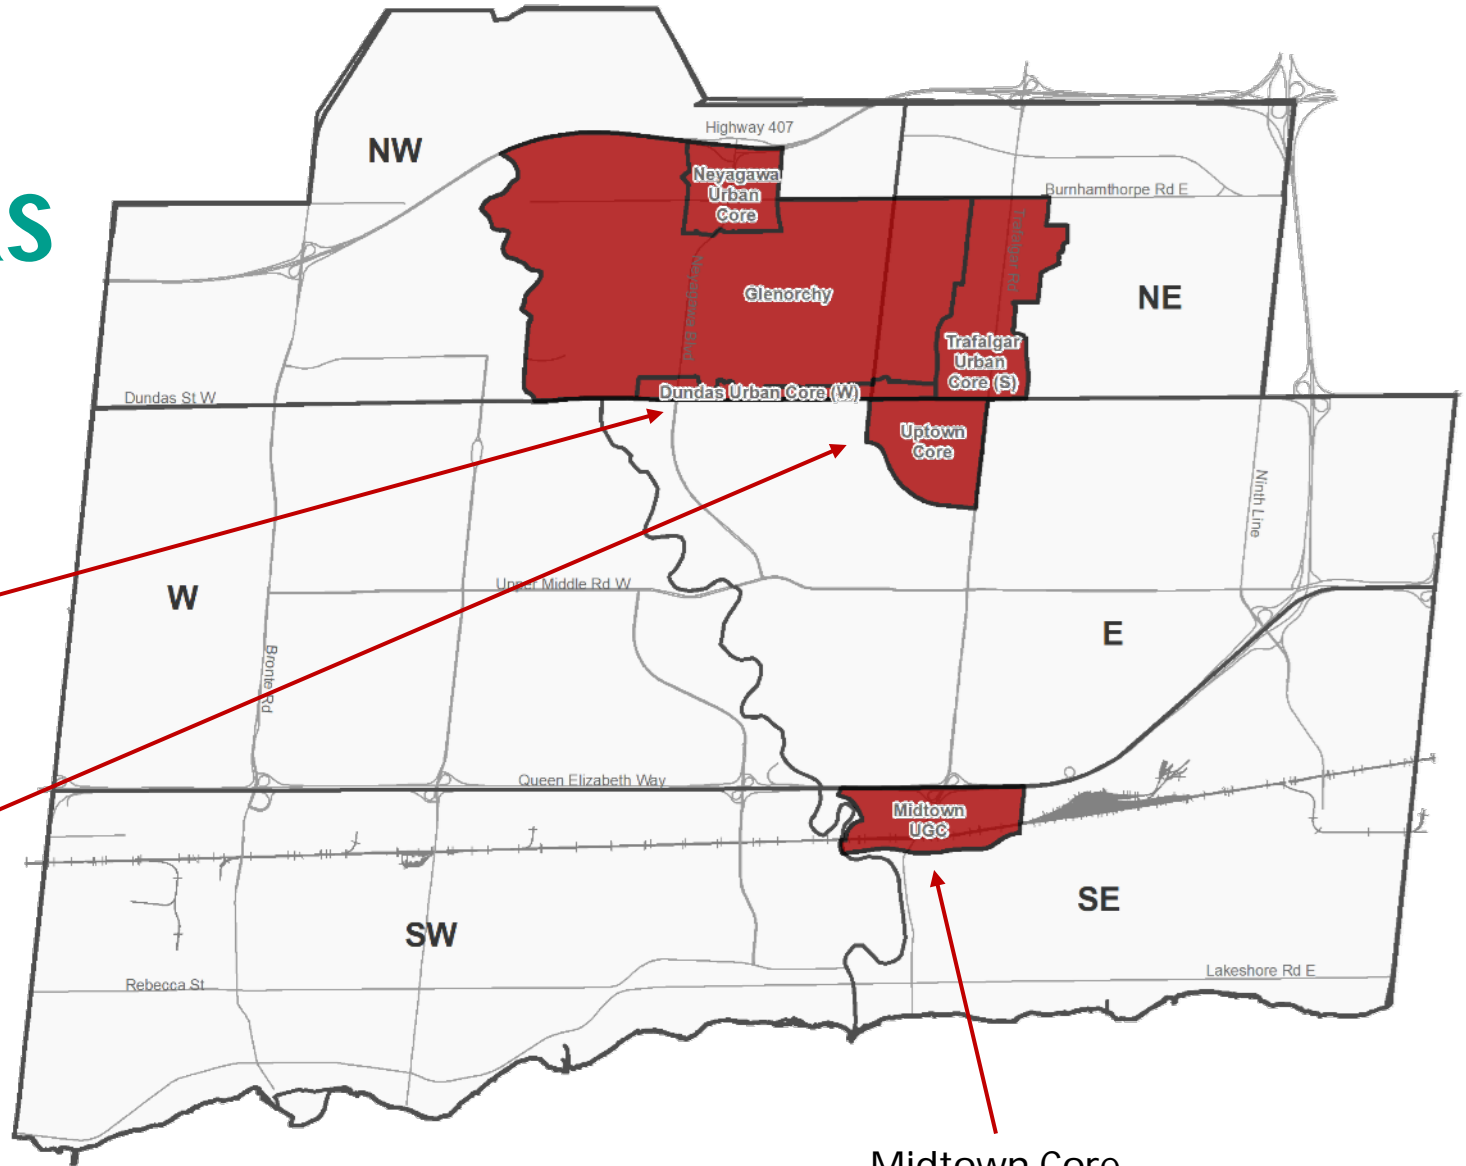 Highway 407
NW
Neyagawa
Urban
Core
Burnhamthorpe Rd E
Trafalgar Rd
Neyagawa Blvd
Glenorchy
NE
Trafalgar
Urban
Core (S)
Dundas St W
Dundas Urban Core (W)
Uptown
Core
Ninth Line
Upper Middle Rd W
W
E
Bronte Rd
Queen Elizabeth Way
Midtown
UGC
SE
SW
Rebecca St
Lakeshore Rd E
Midtown Core